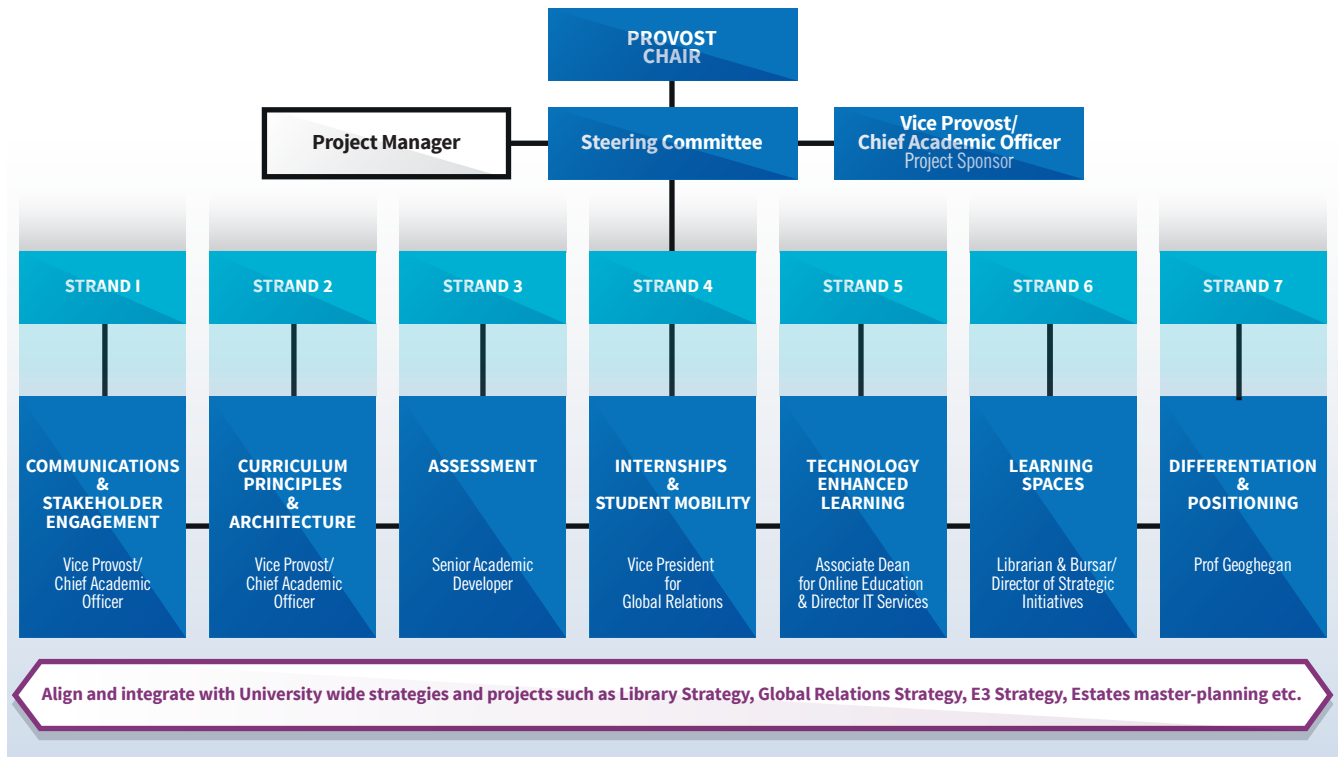 PROVOST
CHAIR
Project Manager
Steering Committee
Vice Provost/
Chief Academic Officer
Project Sponsor
STRAND I
STRAND 2
STRAND 3
STRAND 4
STRAND 5
STRAND 6
STRAND 7
COMMUNICATIONS
&
STAKEHOLDER
ENGAGEMENT
Vice Provost/
Chief Academic
Officer
CURRICULUM
PRINCIPLES
&
ARCHITECTURE
Vice Provost/
Chief Academic
Officer
ASSESSMENT
Senior Academic
Developer
INTERNSHIPS
&
STUDENT MOBILITY
Vice President
for
Global Relations
TECHNOLOGY
ENHANCED
LEARNING
Associate Dean
for Online Education
& Director IT Services
LEARNING
SPACES
Librarian & Bursar/
Director of Strategic
Initiatives
DIFFERENTIATION
&
POSITIONING
Prof Geoghegan
Align and integrate with University wide strategies and projects such as Library Strategy, Global Relations Strategy, E3 Strategy, Estates master-planning etc.